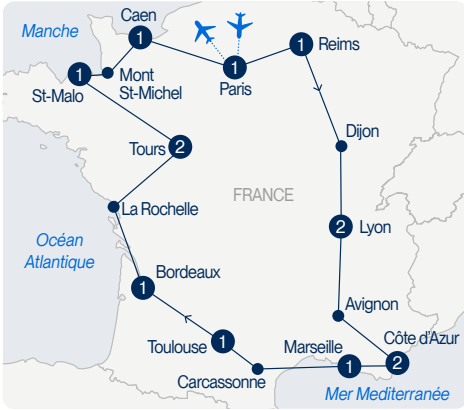 Caen
Manche
1
1
Reims
1
Paris
1
Mont
St-Michel
St-Malo
Dijon
Tours
2
FRANCE
La Rochelle
2
Lyon
Océan
Atlantique
Bordeaux
1
Avignon
Côte d'Azur
Toulouse
1
Marseille
1
2
Carcassonne
Mer Mediterranée